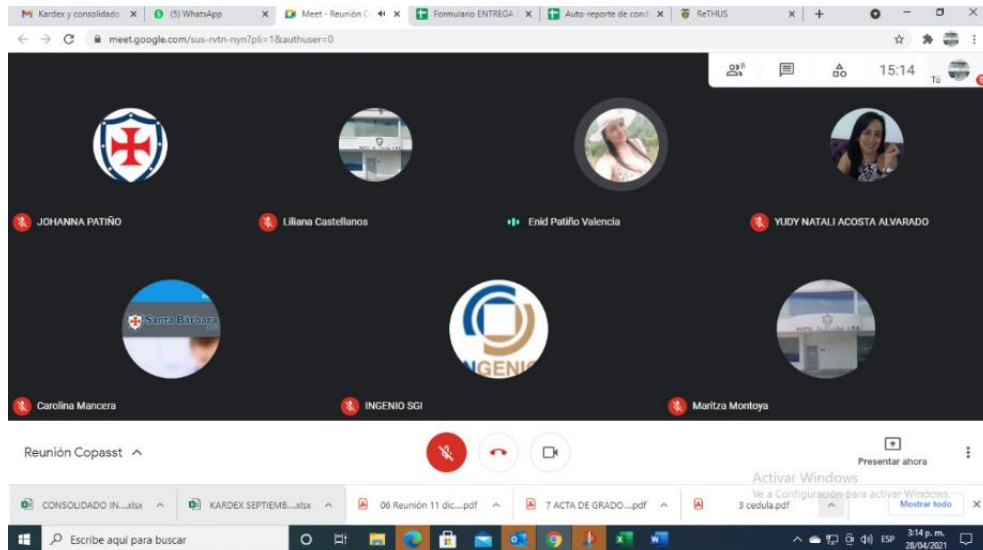 Kardex y consolidado
(5) WhatsApp
Meet - Reunión C
Formulario ENTREGA
Auto-reporte de cond
ReTHUS
meet.google.com/sus-rvtn-nyn?pli=1&authuser=0
8
15:14
Tú
JOHANNA PATIÑO
Liliana Castellanos
Enid Patiño Valencia
YUDY NATALI ACOSTA ALVARADO
Santa Bárbara
NGENIO
Carolina Mancera
INGENIO SGI
Maritza Montoya
Reunión Copasst
Presentar ahora
Activar Windows
Ve a Configuración para activar Windows.
CONSOLIDADO IN....xlsx
KARDEX SEPTIEMB...xlsx
06 Reunión 11 dic....pdf
7 ACTA DE GRADO....pdf
3 cedula.pdf
Mostrar todo
Escribe aquí para buscar
ESP
3:14 p. m.
28/04/2021